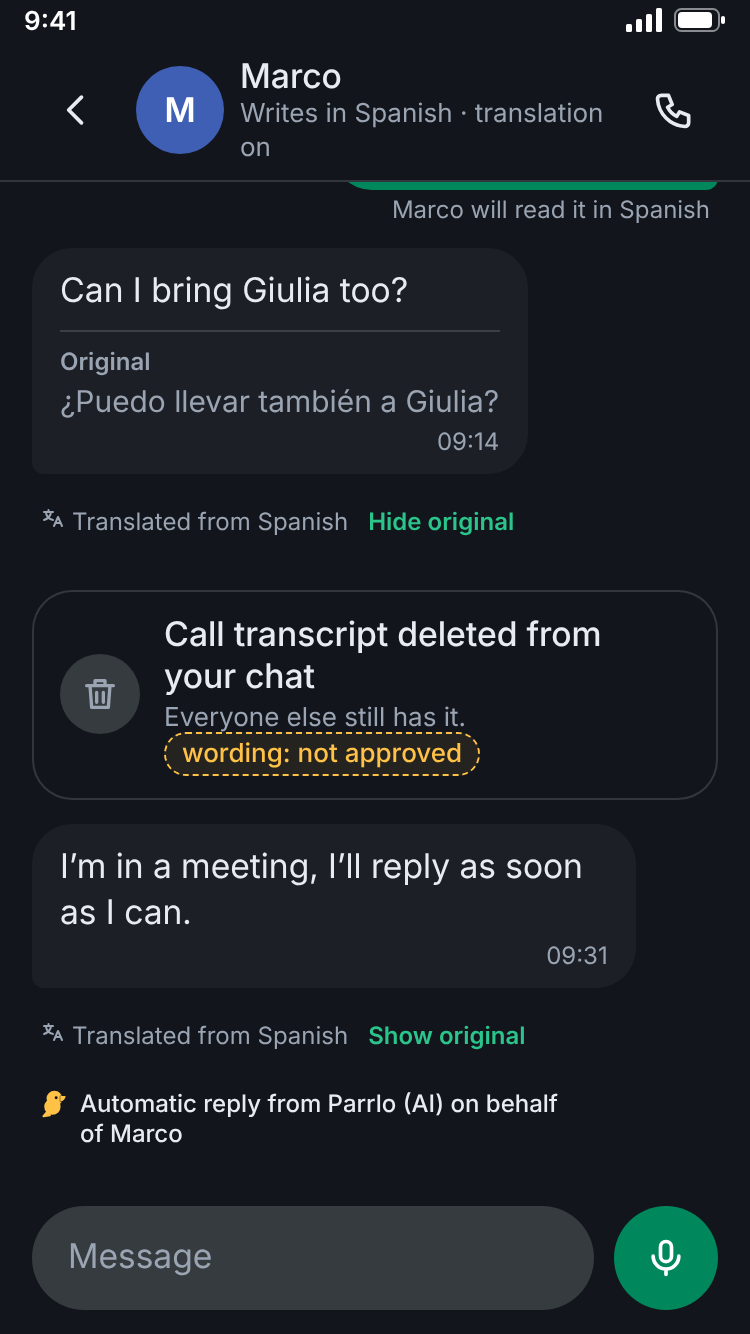 9:41
M
Marco
Writes in Spanish · translation
on
Marco will read it in Spanish
Can I bring Giulia too?
Original
¿Puedo llevar también a Giulia?
09:14
Translated from Spanish Hide original
Call transcript deleted from
your chat
Everyone else still has it.
wording: not approved
I’m in a meeting, I’ll reply as soon
as I can.
09:31
Translated from Spanish Show original
Automatic reply from Parrlo (AI) on behalf
of Marco
Message